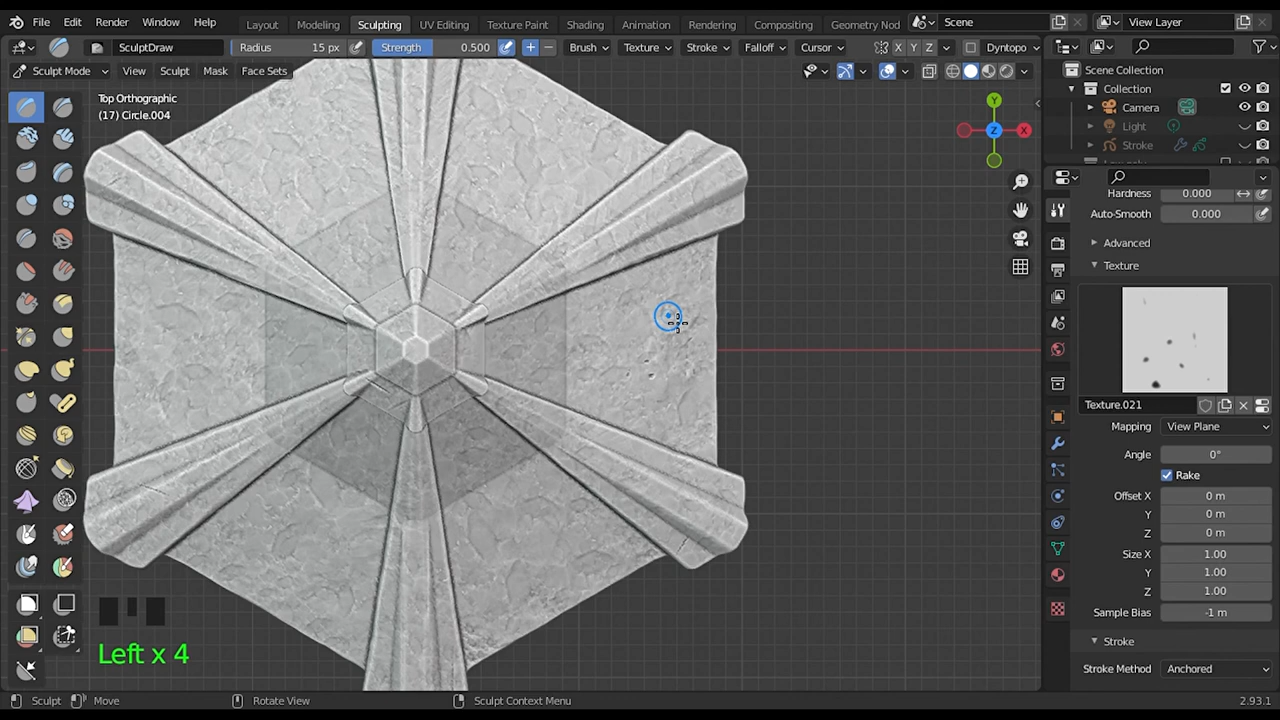 File Edit Render Window Help Layout Modeling Sculpting UV Editing Texture Paint Shading Animation Rendering Compositing Geometry Nod Scene View Layer
SculptDraw Radius 15 px Strength 0.500 Brush Texture Stroke Falloff Cursor X Y Z Dyntopo
Sculpt Mode View Sculpt Mask Face Sets
Scene Collection
Collection
Camera
Light
Stroke
Top Orthographic
(17) Circle.004
Y
Z
X
Hardness 0.000
Auto-Smooth 0.000
Advanced
Texture
Texture.021
Mapping View Plane
Angle 0°
Rake
Offset X 0 m
Y 0 m
Z 0 m
Size X 1.00
Y 1.00
Z 1.00
Sample Bias -1 m
Stroke
Stroke Method Anchored
Left x 4
Sculpt Move Rotate View Sculpt Context Menu 2.93.1